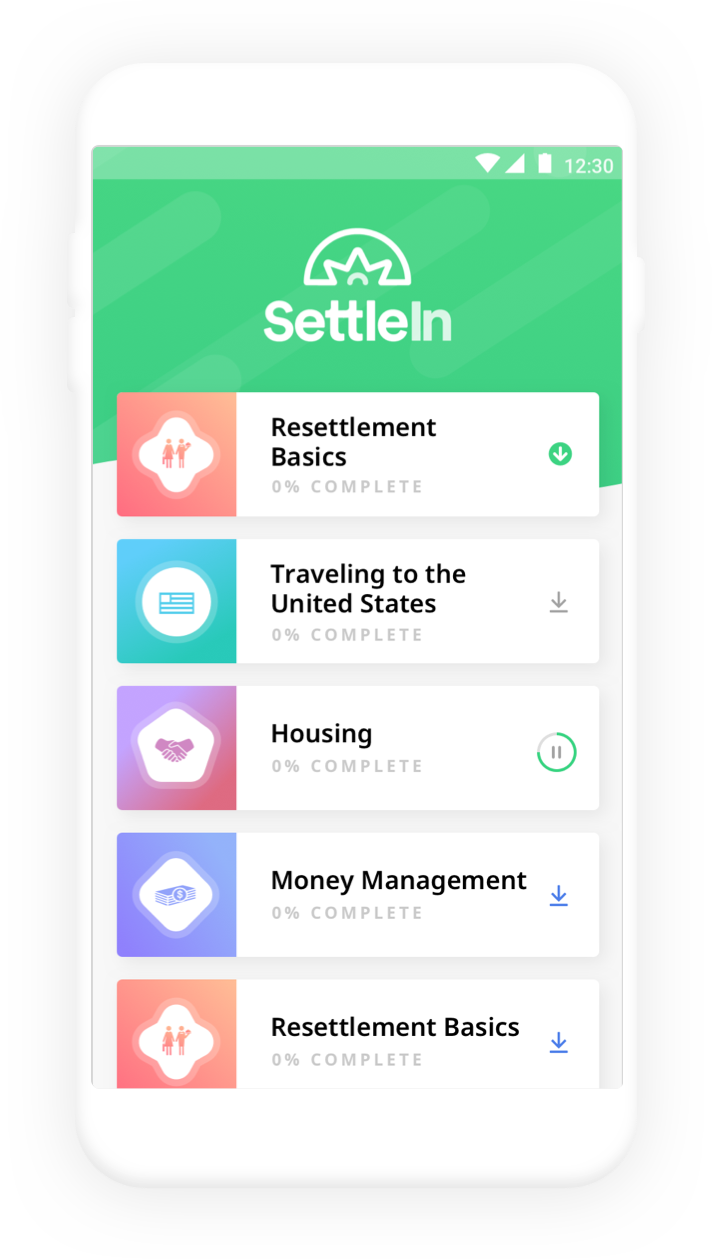 12:30
SettleIn
Resettlement
Basics
0% COMPLETE
Traveling to the
United States
0% COMPLETE
Housing
0% COMPLETE
Money Management
0% COMPLETE
Resettlement Basics
0% COMPLETE